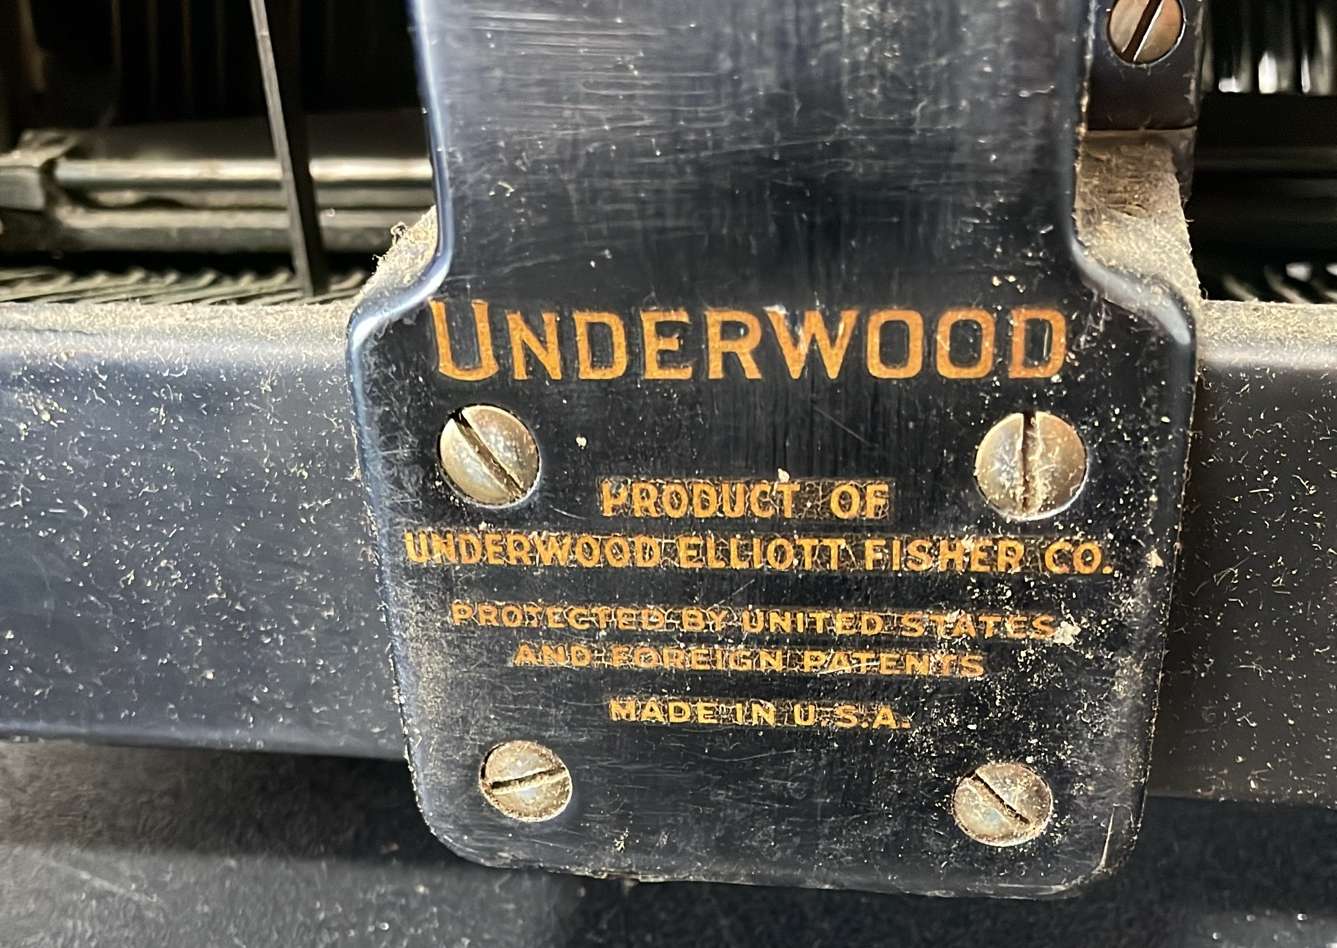 UNDERWOOD
PRODUCT OF
UNDERWOOD ELLIOTT FISHER CO.
PROTECTED BY UNITED STATES
AND FOREIGN PATENTS
MADE IN U.S.A.